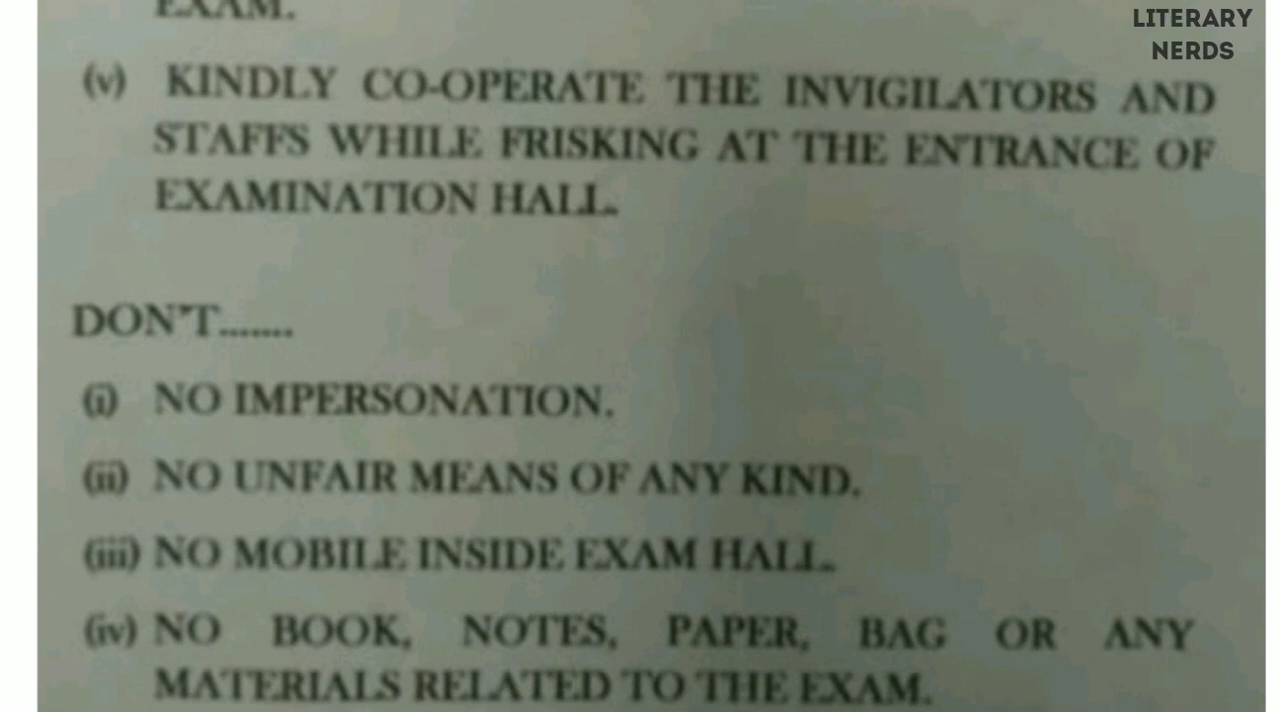 LITERARY
NERDS
EXAM.
(v) KINDLY CO-OPERATE THE INVIGILATORS AND
STAFFS WHILE FRISKING AT THE ENTRANCE OF
EXAMINATION HALL.
DON'T.......
(i) NO IMPERSONATION.
(ii) NO UNFAIR MEANS OF ANY KIND.
(iii) NO MOBILE INSIDE EXAM HALL.
(iv) NO BOOK, NOTES, PAPER, BAG OR ANY
MATERIALS RELATED TO THE EXAM.